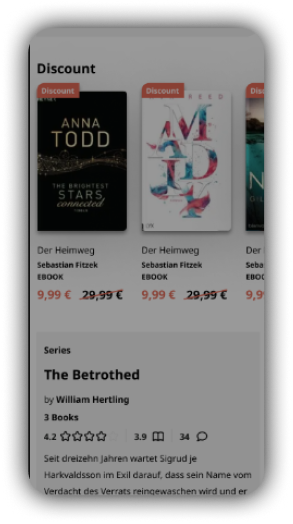 Discount
Discount
Discount
ANNA
TODD
THE BRIGHTEST
STARS
connected
AMDY
Der Heimweg
Sebastian Fitzek
EBOOK
9,99 € 29,99 €
Der Heimweg
Sebastian Fitzek
EBOOK
9,99 € 29,99 €
Der
Sebas
EBOO
9,9
Series
The Betrothed
by William Hertling
3 Books
4.2 3.9 34
Seit dreizehn Jahren wartet Sigrud je
Harkvaldsson im Exil darauf, dass sein Name vom
Verdacht des Verrats reingewaschen wird und er